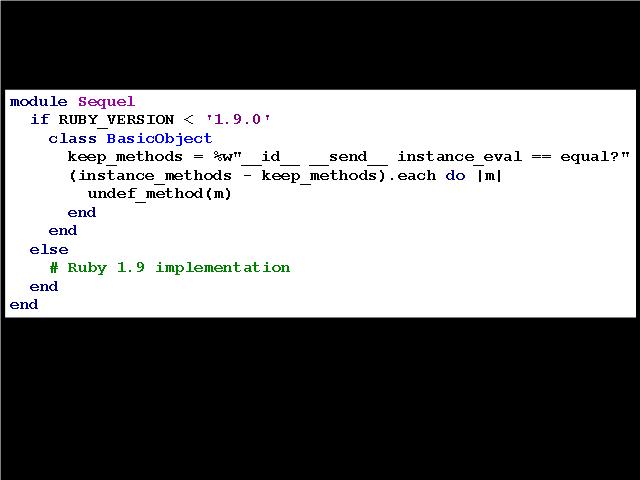 module Sequel
  if RUBY_VERSION < '1.9.0'
    class BasicObject
      keep_methods = %w"__id__ __send__ instance_eval == equal?"
      (instance_methods - keep_methods).each do |m|
        undef_method(m)
      end
    end
  else
    # Ruby 1.9 implementation
  end
end